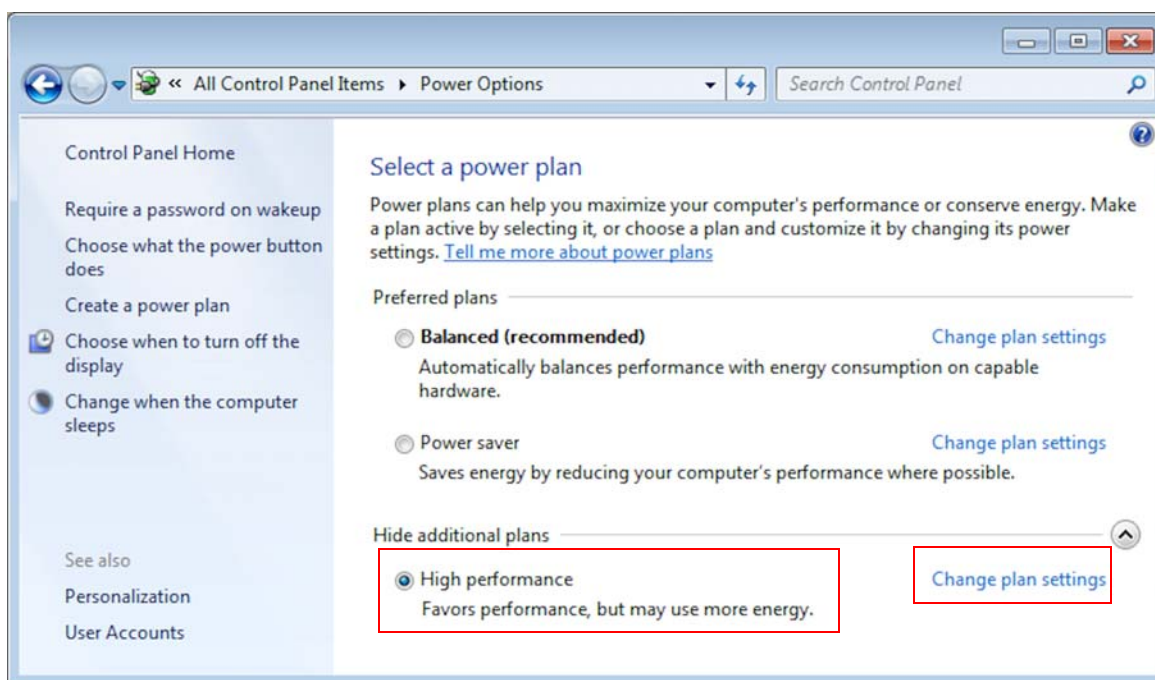 « All Control Panel Items ▸ Power Options
Search Control Panel
Control Panel Home
Require a password on wakeup
Choose what the power button
does
Create a power plan
Choose when to turn off the
display
Change when the computer
sleeps
See also
Personalization
User Accounts
Select a power plan
Power plans can help you maximize your computer's performance or conserve energy. Make
a plan active by selecting it, or choose a plan and customize it by changing its power
settings. Tell me more about power plans
Preferred plans
Balanced (recommended) Change plan settings
Automatically balances performance with energy consumption on capable
hardware.
Power saver Change plan settings
Saves energy by reducing your computer's performance where possible.
Hide additional plans
High performance Change plan settings
Favors performance, but may use more energy.